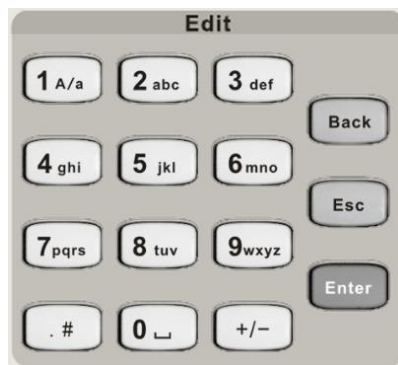 Edit
1 A/a 2 abc 3 def
Back
4 ghi 5 jkl 6 mno
Esc
7 pqrs 8 tuv 9 wxyz
Enter
. # 0 ⎵ +/−